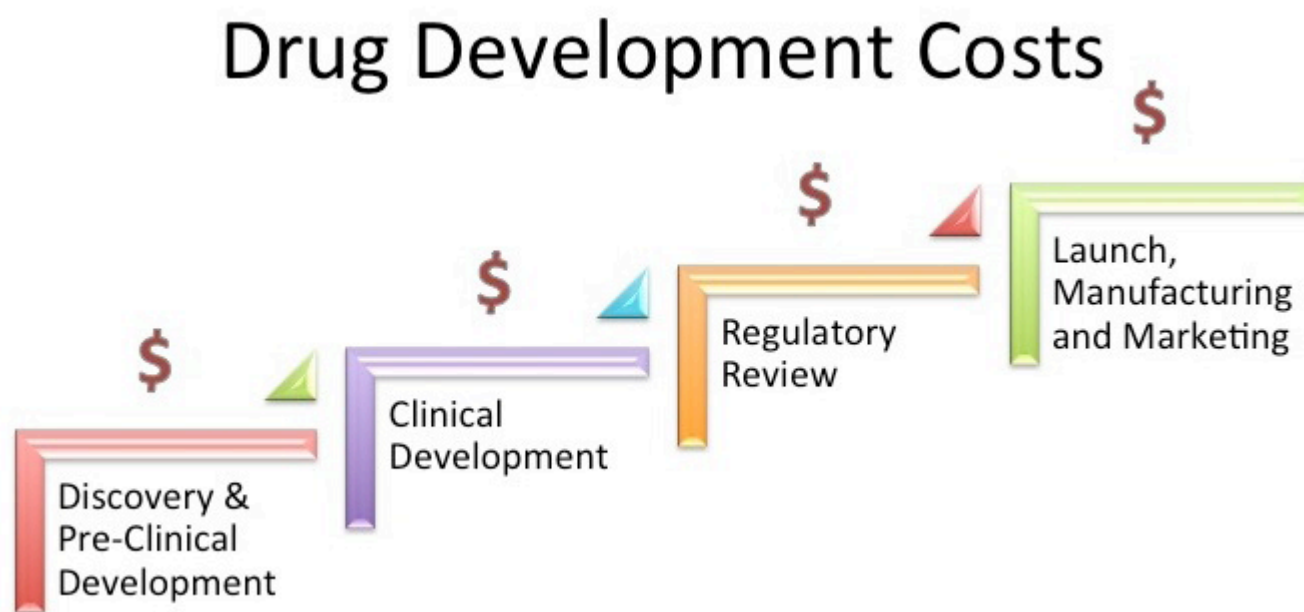 Drug Development Costs
$
$
$
$
Discovery &
Pre-Clinical
Development
Clinical
Development
Regulatory
Review
Launch,
Manufacturing
and Marketing